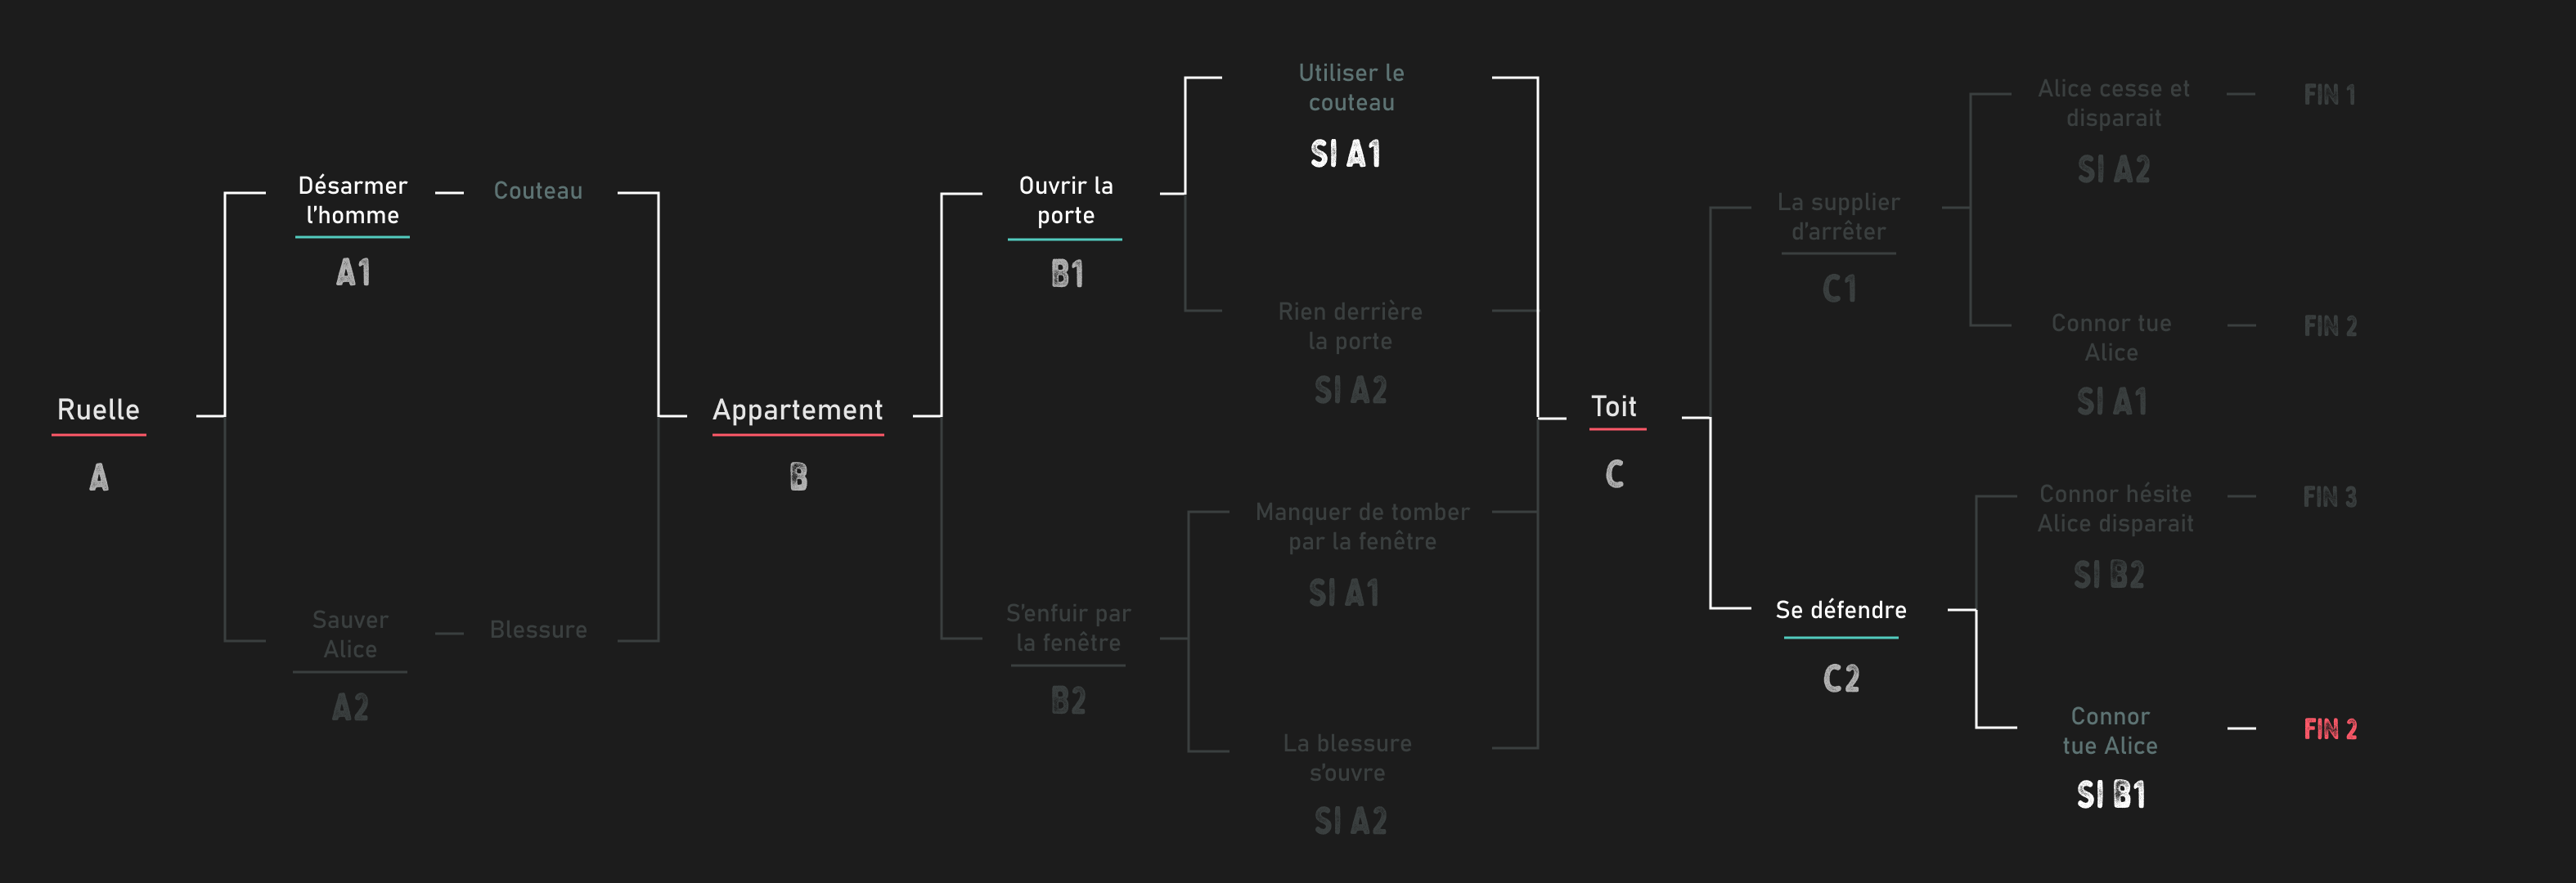 Ruelle
A
Désarmer
l'homme
A1
Couteau
Sauver
Alice
A2
Blessure
Appartement
B
Ouvrir la
porte
B1
Utiliser le
couteau
SI A1
Rien derrière
la porte
SI A2
S'enfuir par
la fenêtre
B2
Manquer de tomber
par la fenêtre
SI A1
La blessure
s'ouvre
SI A2
Toit
C
La supplier
d'arrêter
C1
Alice cesse et
disparait
SI A2
FIN 1
Connor tue
Alice
SI A1
FIN 2
Se défendre
C2
Connor hésite
Alice disparait
SI B2
FIN 3
Connor
tue Alice
SI B1
FIN 2